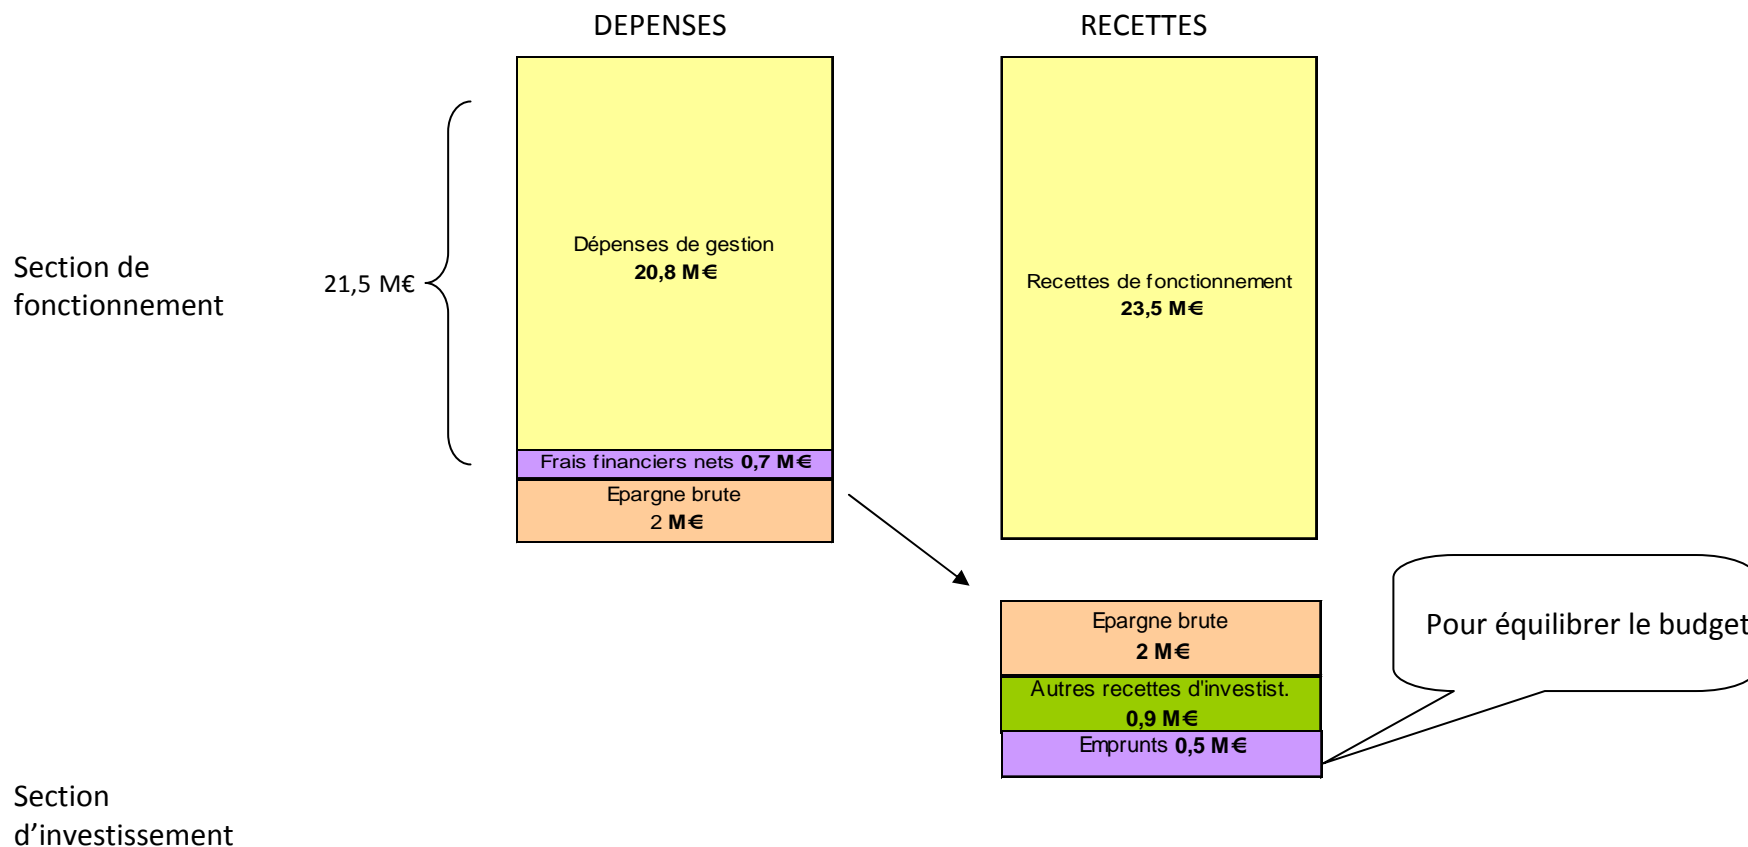 DEPENSES
RECETTES
Dépenses de gestion
20,8 M€
Section de
fonctionnement
21,5 M€
Recettes de fonctionnement
23,5 M€
Frais financiers nets 0,7 M€
Epargne brute
2 M€
Epargne brute
2 M€
Pour équilibrer le budget
Autres recettes d'investist.
0,9 M€
Emprunts 0,5 M€
Section
d’investissement